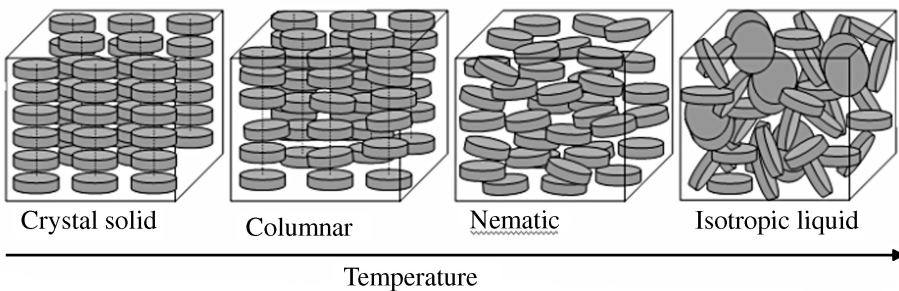 Crystal solid
Columnar
Nematic
Isotropic liquid
Temperature